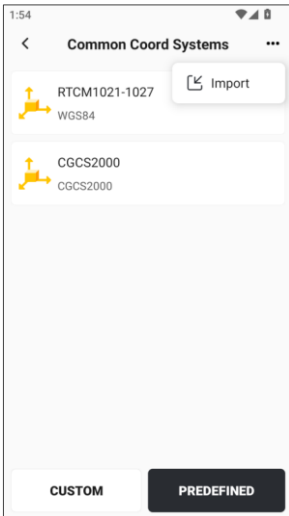 1:54
Common Coord Systems
Import
RTCM1021-1027
WGS84
CGCS2000
CGCS2000
CUSTOM
PREDEFINED